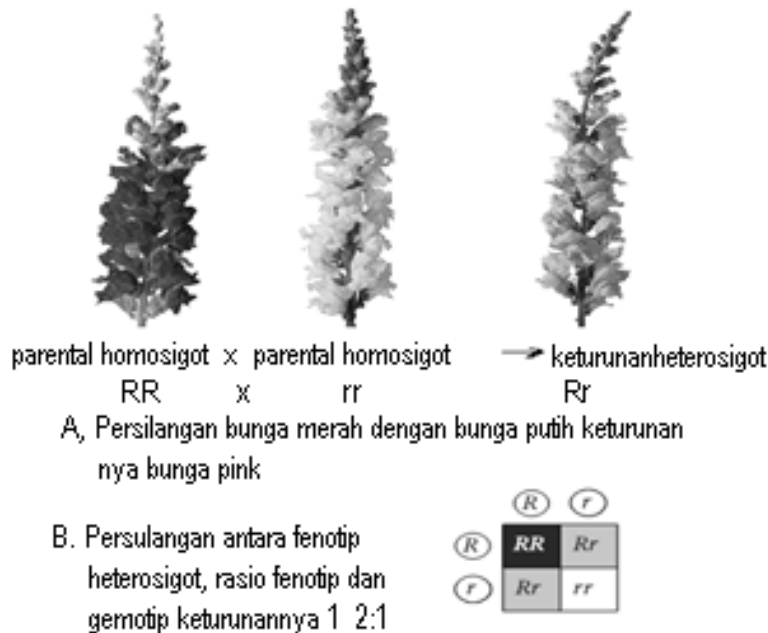 parental homosigot x parental homosigot → keturunanheterosigot
RR x rr Rr
A, Persilangan bunga merah dengan bunga putih keturunan
nya bunga pink
B. Persulangan antara fenotip
heterosigot, rasio fenotip dan
gemotip keturunannya 1 2:1
R r
R RR Rr
r Rr rr